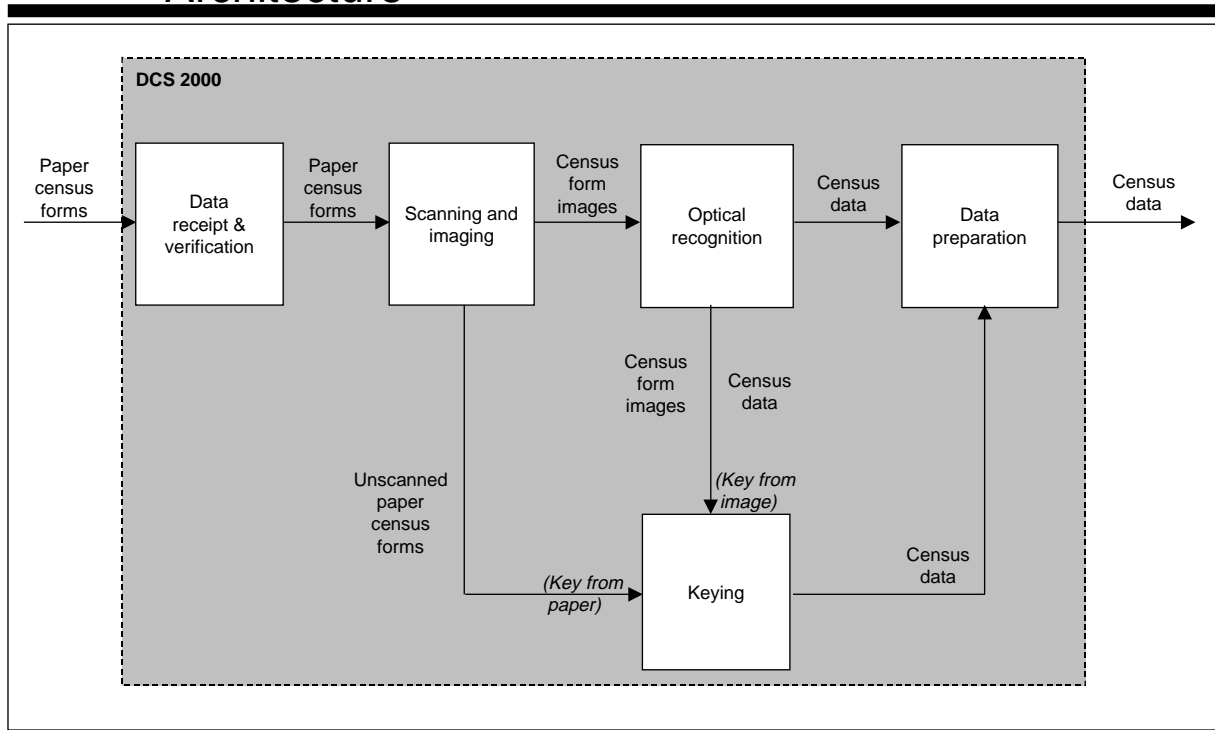 Architecture
DCS 2000
Paper
census
forms
Data
receipt &
verification
Paper
census
forms
Scanning and
imaging
Census
form
images
Optical
recognition
Census
data
Data
preparation
Census
data
Census
form
images
Census
data
Unscanned
paper
census
forms
(Key from
image)
(Key from
paper)
Keying
Census
data